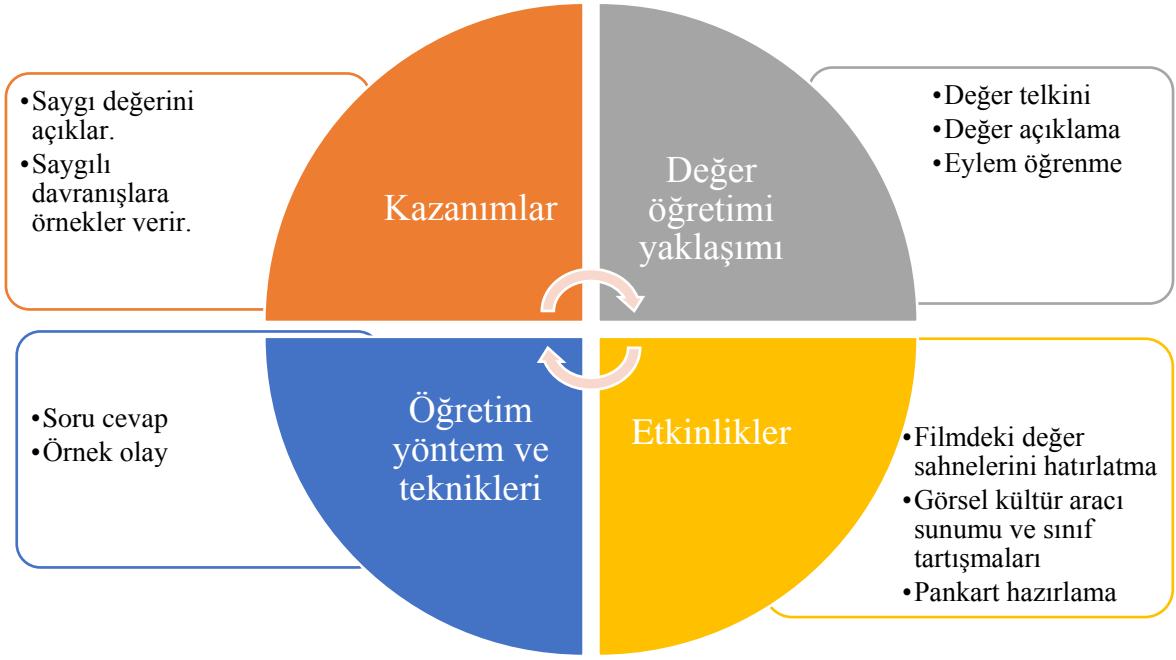 •Saygı değerini
açıklar.
•Saygılı
davranışlara
örnekler verir.
Kazanımlar
Değer
öğretimi
yaklaşımı
•Değer telkini
•Değer açıklama
•Eylem öğrenme
•Soru cevap
•Örnek olay
Öğretim
yöntem ve
teknikleri
Etkinlikler
•Filmdeki değer
sahnelerini hatırlatma
•Görsel kültür aracı
sunumu ve sınıf
tartışmaları
•Pankart hazırlama